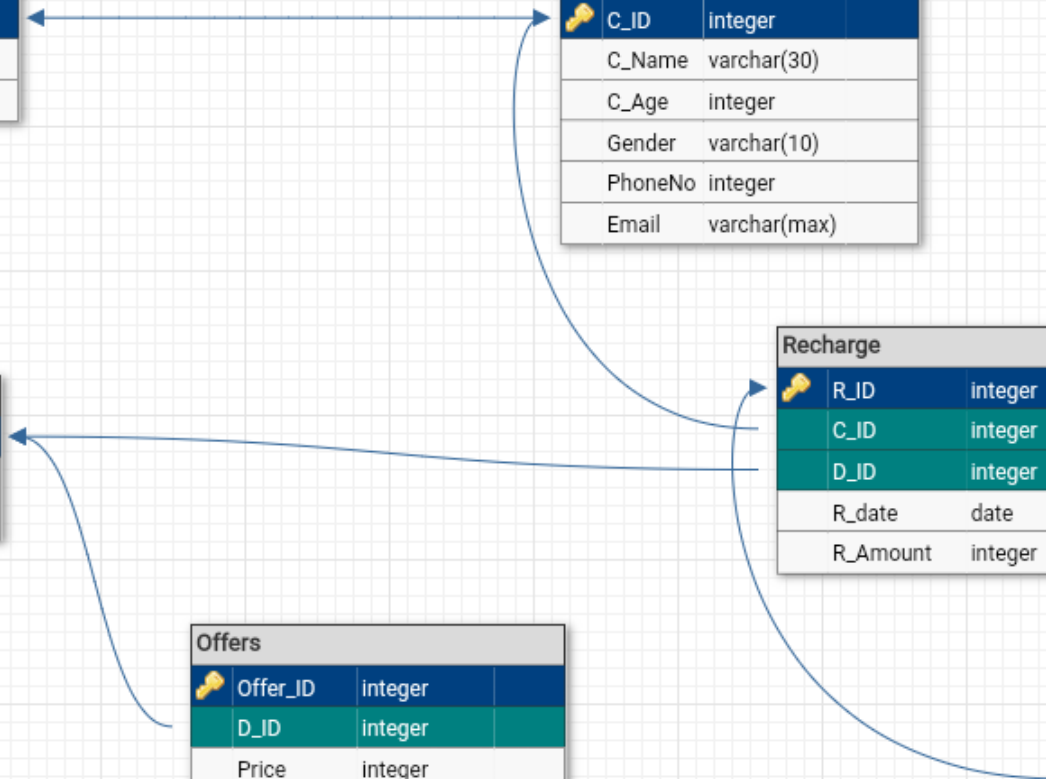 C_ID integer
C_Name varchar(30)
C_Age integer
Gender varchar(10)
PhoneNo integer
Email varchar(max)
Recharge
R_ID integer
C_ID integer
D_ID integer
R_date date
R_Amount integer
Offers
Offer_ID integer
D_ID integer
Price integer